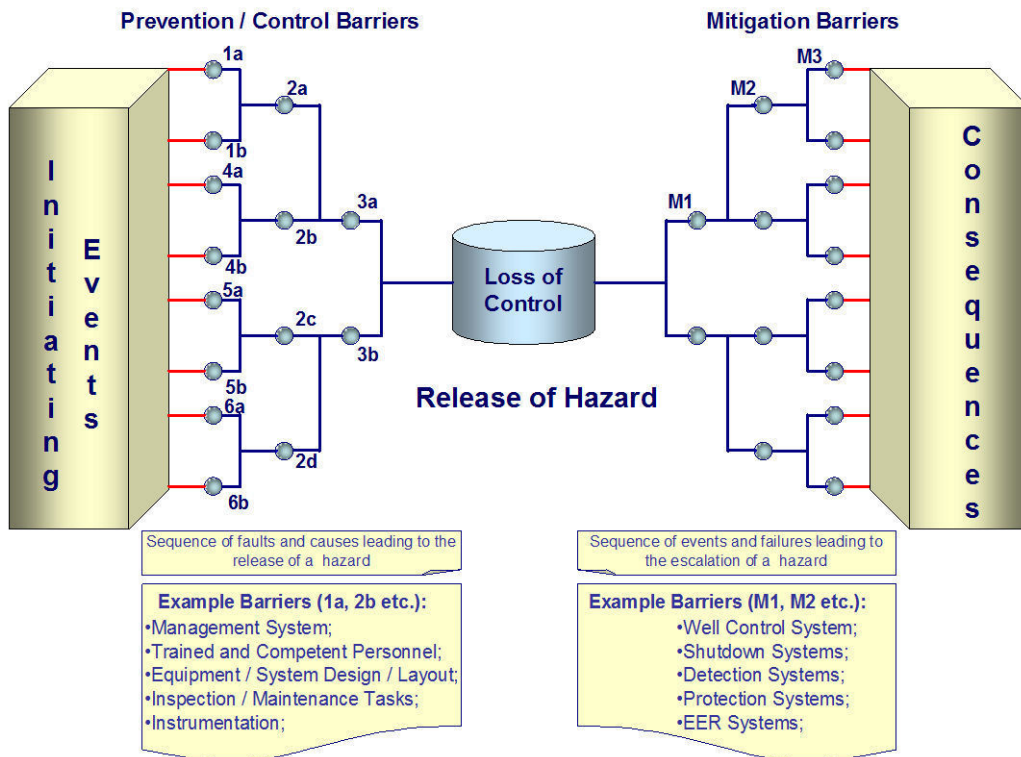 Prevention / Control Barriers
Mitigation Barriers
1a
2a
1b
4a
3a
2b
4b
5a
2c
3b
5b
6a
2d
6b
Initiating
Events
Loss of
Control
Release of Hazard
M3
M2
M1
Consequences
Sequence of faults and causes leading to the
release of a hazard
Sequence of events and failures leading to
the escalation of a hazard
Example Barriers (1a, 2b etc.):
•Management System;
•Trained and Competent Personnel;
•Equipment / System Design / Layout;
•Inspection / Maintenance Tasks;
•Instrumentation;
Example Barriers (M1, M2 etc.):
•Well Control System;
•Shutdown Systems;
•Detection Systems;
•Protection Systems;
•EER Systems;